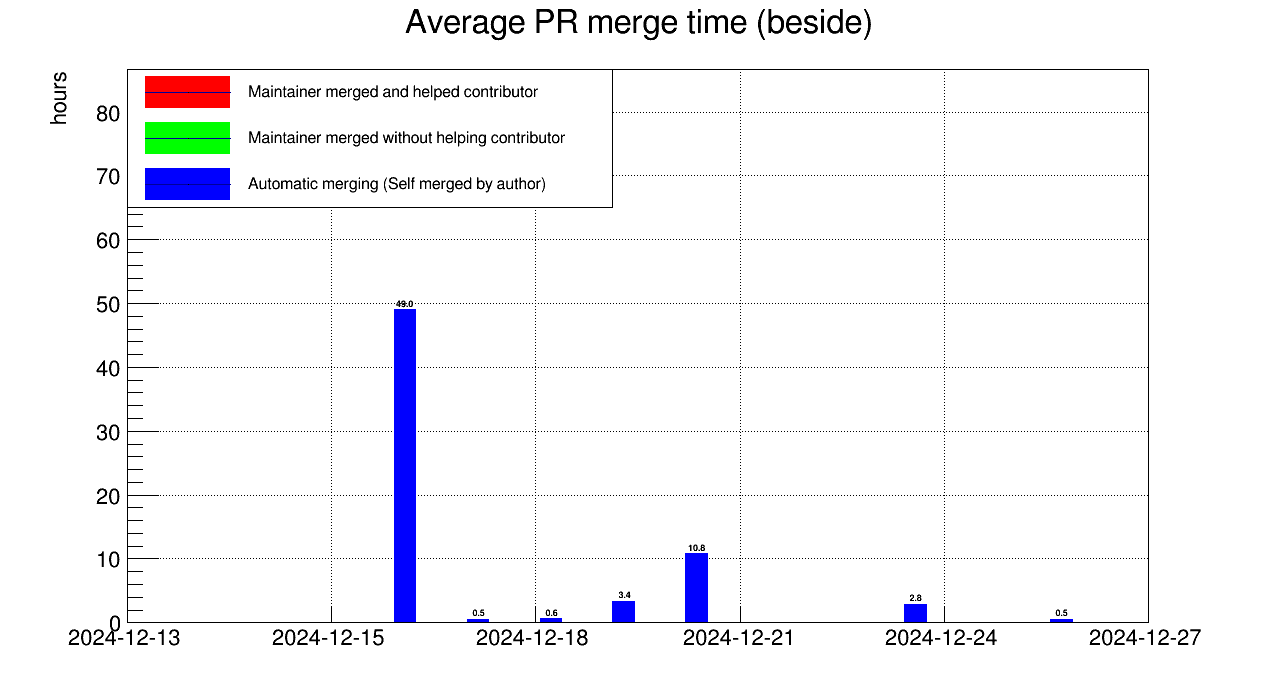 Average PR merge time (beside)
hours
Maintainer merged and helped contributor
Maintainer merged without helping contributor
Automatic merging (Self merged by author)
80
70
60
50
40
30
20
10
0
49.0
0.5
0.6
3.4
10.8
2.8
0.5
2024-12-13 2024-12-15 2024-12-18 2024-12-21 2024-12-24 2024-12-27